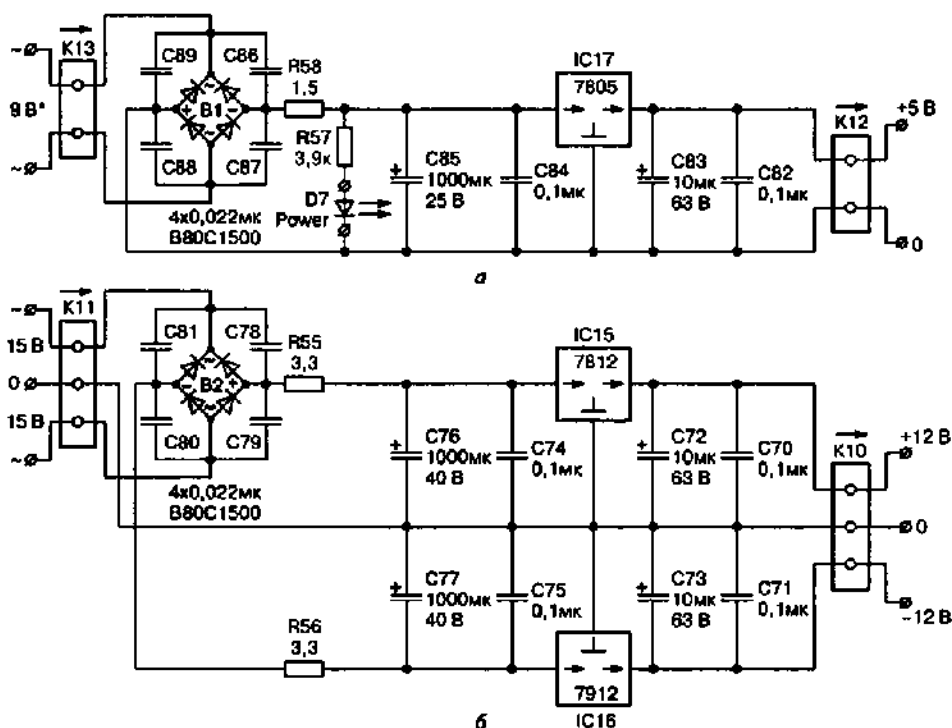 ~
K13
9 В*
~
C89
C86
+ B1 -
~
~
C88
C87
4x0,022мк
B80C1500
R58
1,5
R57
3,9к
D7
Power
+
C85
1000мк
25 В
C84
0,1мк
IC17
7805
+
C83
10мк
63 В
C82
0,1мк
K12
+5 В
0
а
~
K11
15 В
0
15 В
~
C81
C78
~
- B2 +
~
C80
C79
4x0,022мк
B80C1500
R55
3,3
R56
3,3
+
C76
1000мк
40 В
C74
0,1мк
IC15
7812
+
C72
10мк
63 В
C70
0,1мк
K10
+12 В
0
-12 В
+
C77
1000мк
40 В
C75
0,1мк
+
C73
10мк
63 В
C71
0,1мк
7912
IC16
б